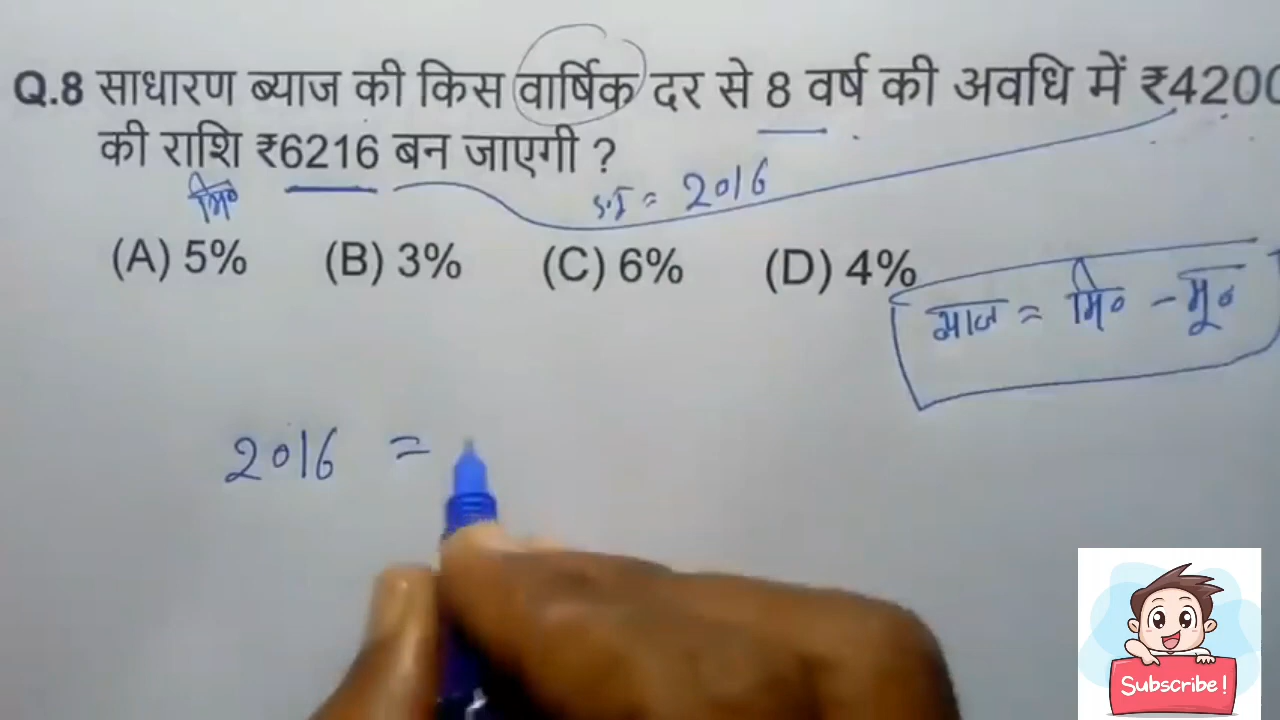 Q.8 साधारण ब्याज की किस वार्षिक दर से 8 वर्ष की अवधि में ₹4200
की राशि ₹6216 बन जाएगी ?
मि०
S.I = 2016
(A) 5% (B) 3% (C) 6% (D) 4%
ब्याज = मि० - मू०
2016 =
Subscribe!